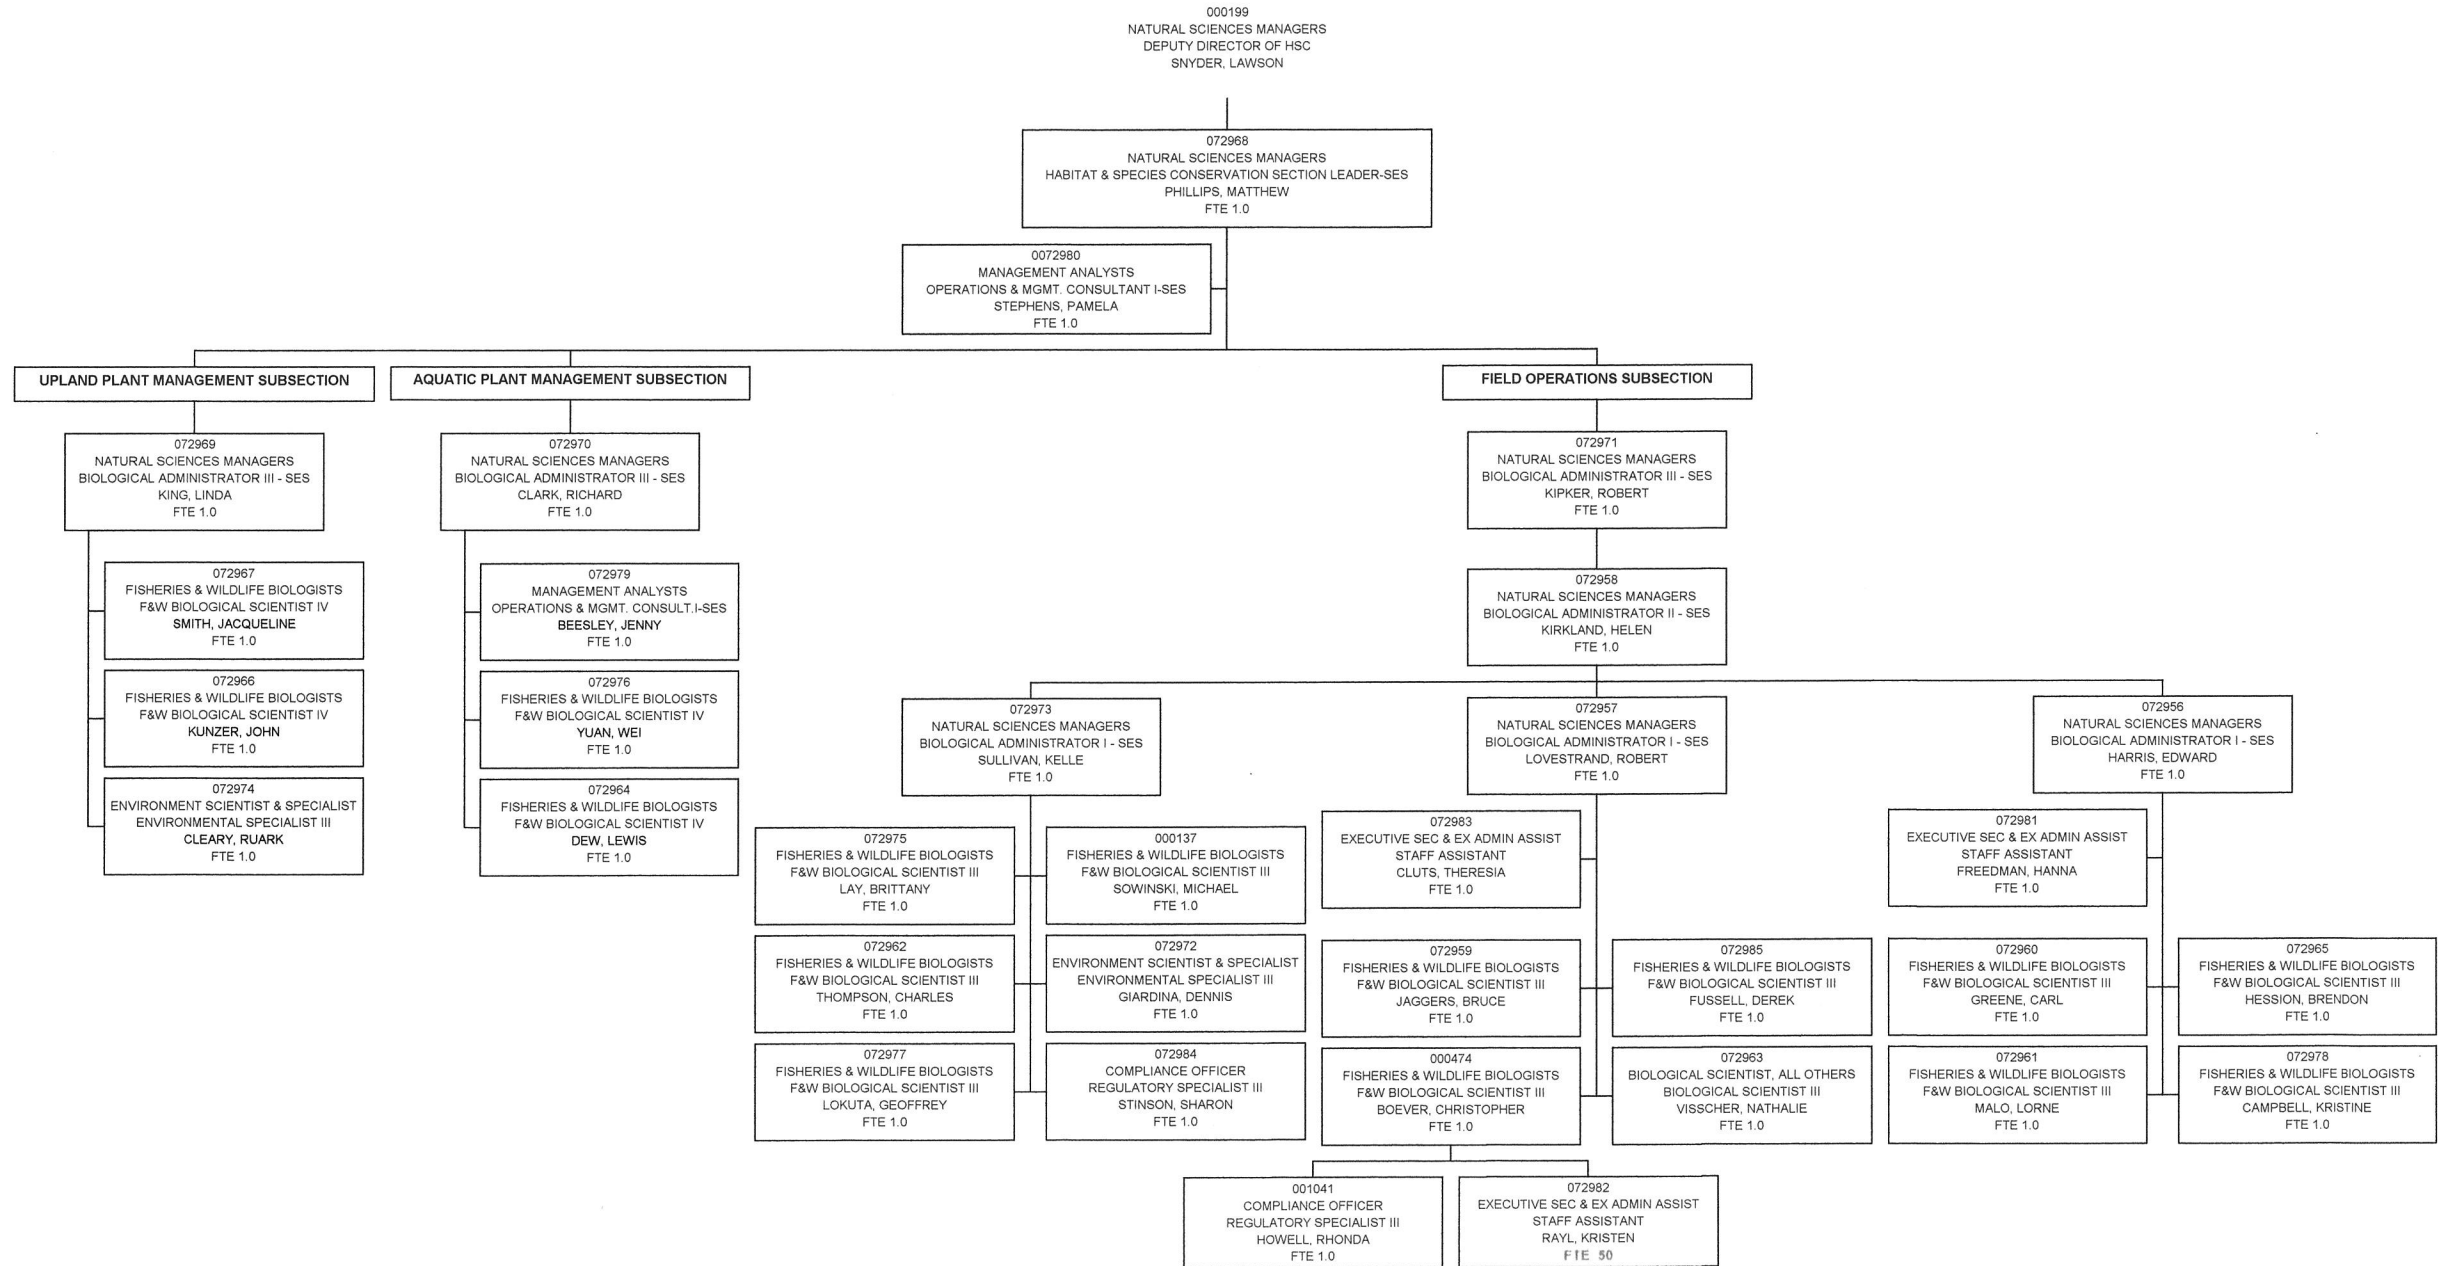 000199
NATURAL SCIENCES MANAGERS
DEPUTY DIRECTOR OF HSC
SNYDER, LAWSON
072968
NATURAL SCIENCES MANAGERS
HABITAT & SPECIES CONSERVATION SECTION LEADER-SES
PHILLIPS, MATTHEW
FTE 1.0
0072980
MANAGEMENT ANALYSTS
OPERATIONS & MGMT. CONSULTANT I-SES
STEPHENS, PAMELA
FTE 1.0
UPLAND PLANT MANAGEMENT SUBSECTION
072969
NATURAL SCIENCES MANAGERS
BIOLOGICAL ADMINISTRATOR III - SES
KING, LINDA
FTE 1.0
072967
FISHERIES & WILDLIFE BIOLOGISTS
F&W BIOLOGICAL SCIENTIST IV
SMITH, JACQUELINE
FTE 1.0
072966
FISHERIES & WILDLIFE BIOLOGISTS
F&W BIOLOGICAL SCIENTIST IV
KUNZER, JOHN
FTE 1.0
072974
ENVIRONMENT SCIENTIST & SPECIALIST
ENVIRONMENTAL SPECIALIST III
CLEARY, RUARK
FTE 1.0
AQUATIC PLANT MANAGEMENT SUBSECTION
072970
NATURAL SCIENCES MANAGERS
BIOLOGICAL ADMINISTRATOR III - SES
CLARK, RICHARD
FTE 1.0
072979
MANAGEMENT ANALYSTS
OPERATIONS & MGMT. CONSULT.I-SES
BEESLEY, JENNY
FTE 1.0
072976
FISHERIES & WILDLIFE BIOLOGISTS
F&W BIOLOGICAL SCIENTIST IV
YUAN, WEI
FTE 1.0
072964
FISHERIES & WILDLIFE BIOLOGISTS
F&W BIOLOGICAL SCIENTIST IV
DEW, LEWIS
FTE 1.0
FIELD OPERATIONS SUBSECTION
072971
NATURAL SCIENCES MANAGERS
BIOLOGICAL ADMINISTRATOR III - SES
KIPKER, ROBERT
FTE 1.0
072958
NATURAL SCIENCES MANAGERS
BIOLOGICAL ADMINISTRATOR II - SES
KIRKLAND, HELEN
FTE 1.0
072973
NATURAL SCIENCES MANAGERS
BIOLOGICAL ADMINISTRATOR I - SES
SULLIVAN, KELLE
FTE 1.0
072975
FISHERIES & WILDLIFE BIOLOGISTS
F&W BIOLOGICAL SCIENTIST III
LAY, BRITTANY
FTE 1.0
000137
FISHERIES & WILDLIFE BIOLOGISTS
F&W BIOLOGICAL SCIENTIST III
SOWINSKI, MICHAEL
FTE 1.0
072962
FISHERIES & WILDLIFE BIOLOGISTS
F&W BIOLOGICAL SCIENTIST III
THOMPSON, CHARLES
FTE 1.0
072972
ENVIRONMENT SCIENTIST & SPECIALIST
ENVIRONMENTAL SPECIALIST III
GIARDINA, DENNIS
FTE 1.0
072977
FISHERIES & WILDLIFE BIOLOGISTS
F&W BIOLOGICAL SCIENTIST III
LOKUTA, GEOFFREY
FTE 1.0
072984
COMPLIANCE OFFICER
REGULATORY SPECIALIST III
STINSON, SHARON
FTE 1.0
072957
NATURAL SCIENCES MANAGERS
BIOLOGICAL ADMINISTRATOR I - SES
LOVESTRAND, ROBERT
FTE 1.0
072983
EXECUTIVE SEC & EX ADMIN ASSIST
STAFF ASSISTANT
CLUTS, THERESIA
FTE 1.0
072959
FISHERIES & WILDLIFE BIOLOGISTS
F&W BIOLOGICAL SCIENTIST III
JAGGERS, BRUCE
FTE 1.0
072985
FISHERIES & WILDLIFE BIOLOGISTS
F&W BIOLOGICAL SCIENTIST III
FUSSELL, DEREK
FTE 1.0
000474
FISHERIES & WILDLIFE BIOLOGISTS
F&W BIOLOGICAL SCIENTIST III
BOEVER, CHRISTOPHER
FTE 1.0
072963
BIOLOGICAL SCIENTIST, ALL OTHERS
BIOLOGICAL SCIENTIST III
VISSCHER, NATHALIE
FTE 1.0
001041
COMPLIANCE OFFICER
REGULATORY SPECIALIST III
HOWELL, RHONDA
FTE 1.0
072982
EXECUTIVE SEC & EX ADMIN ASSIST
STAFF ASSISTANT
RAYL, KRISTEN
FTE 50
072956
NATURAL SCIENCES MANAGERS
BIOLOGICAL ADMINISTRATOR I - SES
HARRIS, EDWARD
FTE 1.0
072981
EXECUTIVE SEC & EX ADMIN ASSIST
STAFF ASSISTANT
FREEDMAN, HANNA
FTE 1.0
072960
FISHERIES & WILDLIFE BIOLOGISTS
F&W BIOLOGICAL SCIENTIST III
GREENE, CARL
FTE 1.0
072965
FISHERIES & WILDLIFE BIOLOGISTS
F&W BIOLOGICAL SCIENTIST III
HESSION, BRENDON
FTE 1.0
072961
FISHERIES & WILDLIFE BIOLOGISTS
F&W BIOLOGICAL SCIENTIST III
MALO, LORNE
FTE 1.0
072978
FISHERIES & WILDLIFE BIOLOGISTS
F&W BIOLOGICAL SCIENTIST III
CAMPBELL, KRISTINE
FTE 1.0